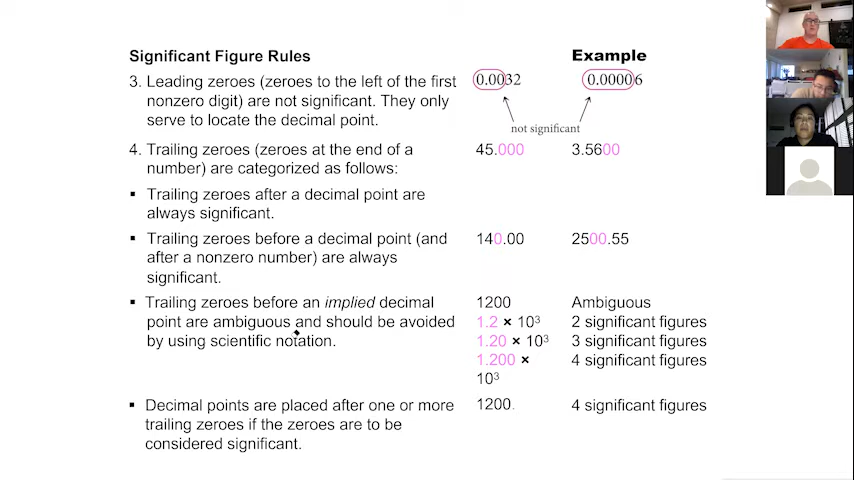 Significant Figure Rules
Example
3. Leading zeroes (zeroes to the left of the first
nonzero digit) are not significant. They only
serve to locate the decimal point.
0.0032
0.00006
not significant
4. Trailing zeroes (zeroes at the end of a
number) are categorized as follows:
45.000
3.5600
▪ Trailing zeroes after a decimal point are
always significant.
▪ Trailing zeroes before a decimal point (and
after a nonzero number) are always
significant.
140.00
2500.55
▪ Trailing zeroes before an implied decimal
point are ambiguous and should be avoided
by using scientific notation.
1200
Ambiguous
1.2 × 10³
2 significant figures
1.20 × 10³
3 significant figures
1.200 ×
10³
4 significant figures
▪ Decimal points are placed after one or more
trailing zeroes if the zeroes are to be
considered significant.
1200.
4 significant figures